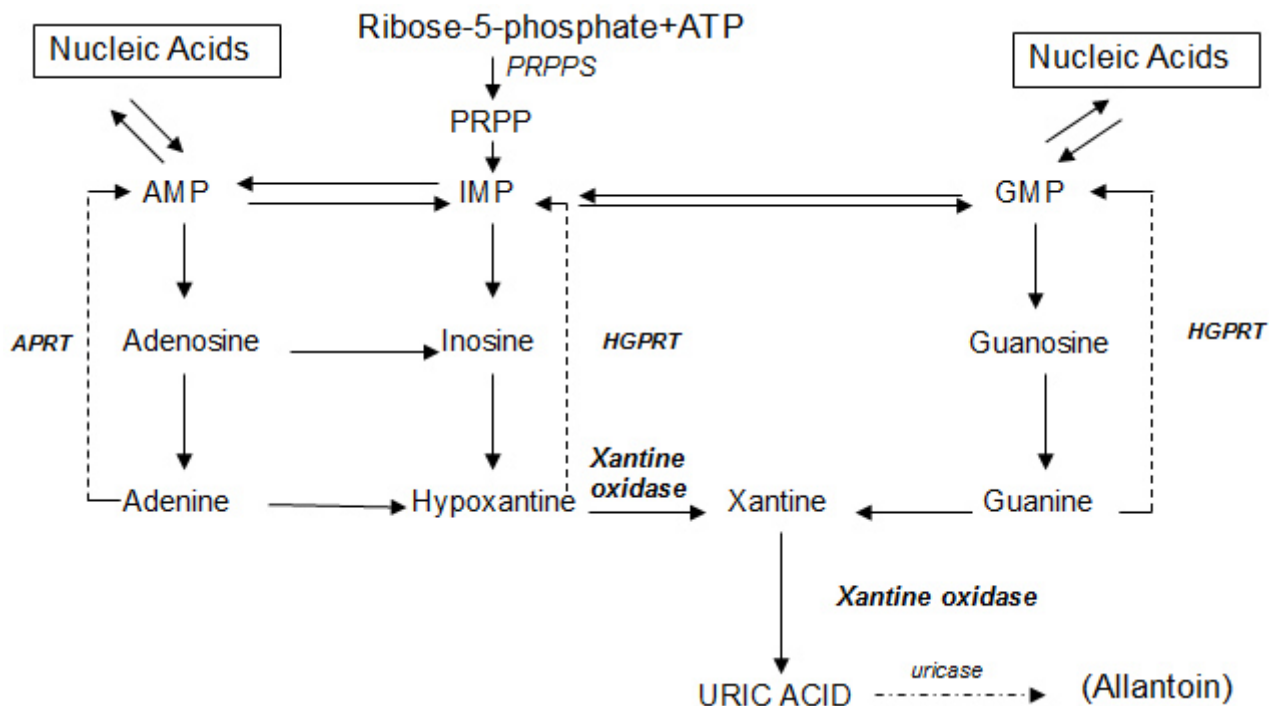 Ribose-5-phosphate+ATP
Nucleic Acids
PRPPS
Nucleic Acids
PRPP
AMP
IMP
GMP
APRT
Adenosine
Inosine
HGPRT
Guanosine
HGPRT
Xantine
oxidase
Adenine
Hypoxantine
Xantine
Guanine
Xantine oxidase
URIC ACID
uricase
(Allantoin)